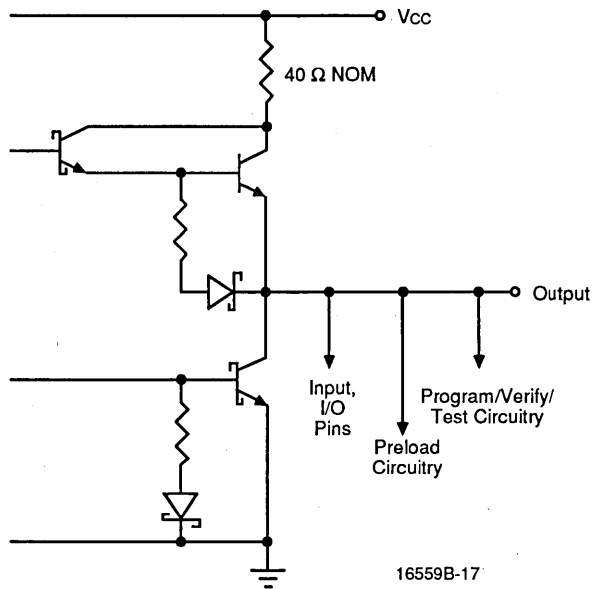 Vcc
40 Ω NOM
Output
Input,
I/O
Pins
Program/Verify/
Test Circuitry
Preload
Circuitry
16559B-17